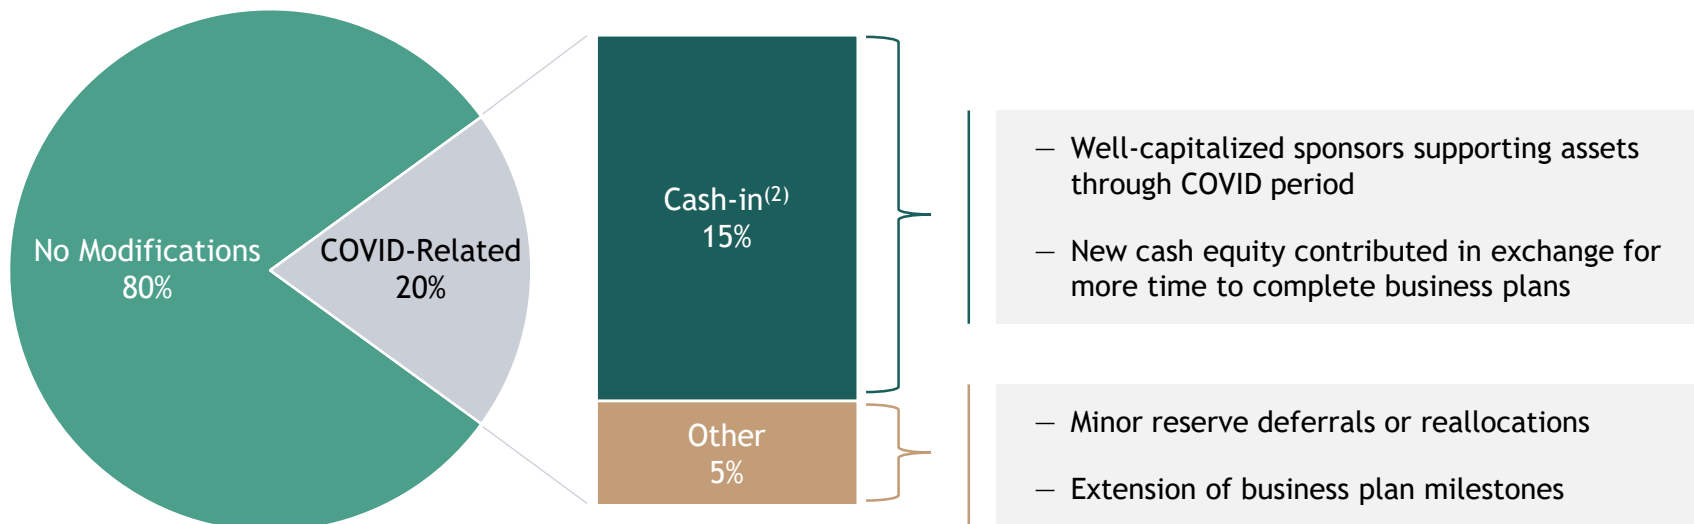 No Modifications
80%
COVID-Related
20%
Cash-in(2)
15%
Other
5%
— Well-capitalized sponsors supporting assets
through COVID period
— New cash equity contributed in exchange for
more time to complete business plans
— Minor reserve deferrals or reallocations
— Extension of business plan milestones